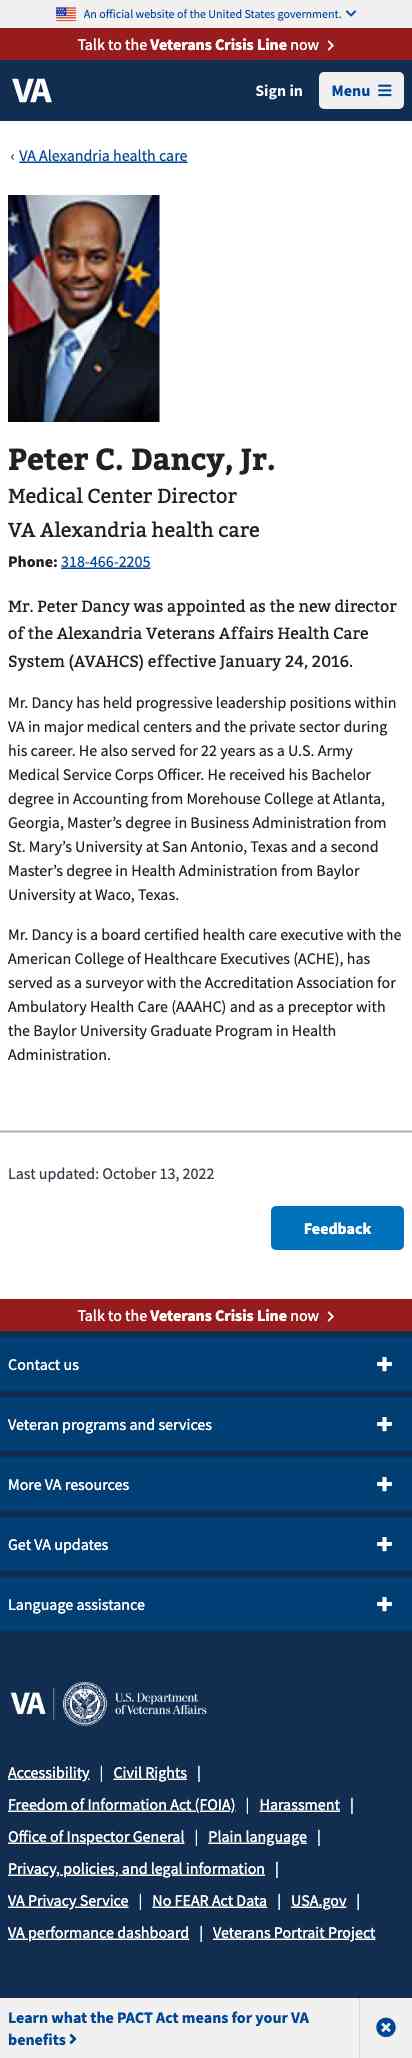 An official website of the United States government.
Talk to the Veterans Crisis Line now
VA
Sign in
Menu
‹ VA Alexandria health care
Peter C. Dancy, Jr.
Medical Center Director
VA Alexandria health care
Phone: 318-466-2205
Mr. Peter Dancy was appointed as the new director
of the Alexandria Veterans Affairs Health Care
System (AVAHCS) effective January 24, 2016.
Mr. Dancy has held progressive leadership positions within
VA in major medical centers and the private sector during
his career. He also served for 22 years as a U.S. Army
Medical Service Corps Officer. He received his Bachelor
degree in Accounting from Morehouse College at Atlanta,
Georgia, Master’s degree in Business Administration from
St. Mary’s University at San Antonio, Texas and a second
Master’s degree in Health Administration from Baylor
University at Waco, Texas.
Mr. Dancy is a board certified health care executive with the
American College of Healthcare Executives (ACHE), has
served as a surveyor with the Accreditation Association for
Ambulatory Health Care (AAAHC) and as a preceptor with
the Baylor University Graduate Program in Health
Administration.
Last updated: October 13, 2022
Feedback
Talk to the Veterans Crisis Line now
Contact us
Veteran programs and services
More VA resources
Get VA updates
Language assistance
VA
U.S. Department
of Veterans Affairs
Accessibility | Civil Rights |
Freedom of Information Act (FOIA) | Harassment |
Office of Inspector General | Plain language |
Privacy, policies, and legal information |
VA Privacy Service | No FEAR Act Data | USA.gov |
VA performance dashboard | Veterans Portrait Project
Learn what the PACT Act means for your VA
benefits